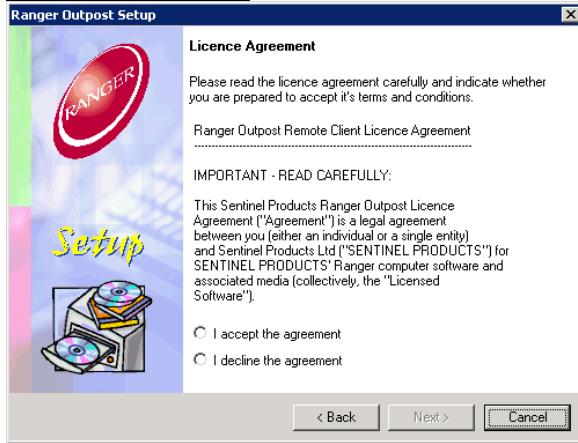 Ranger Outpost Setup
RANGER
Setup
Licence Agreement
Please read the licence agreement carefully and indicate whether
you are prepared to accept it's terms and conditions.
Ranger Outpost Remote Client Licence Agreement
--------------------------------------------------------------------
IMPORTANT - READ CAREFULLY:
This Sentinel Products Ranger Outpost Licence
Agreement ("Agreement") is a legal agreement
between you (either an individual or a single entity)
and Sentinel Products Ltd ("SENTINEL PRODUCTS") for
SENTINEL PRODUCTS' Ranger computer software and
associated media (collectively, the "Licensed
Software").
I accept the agreement
I decline the agreement
< Back
Next >
Cancel